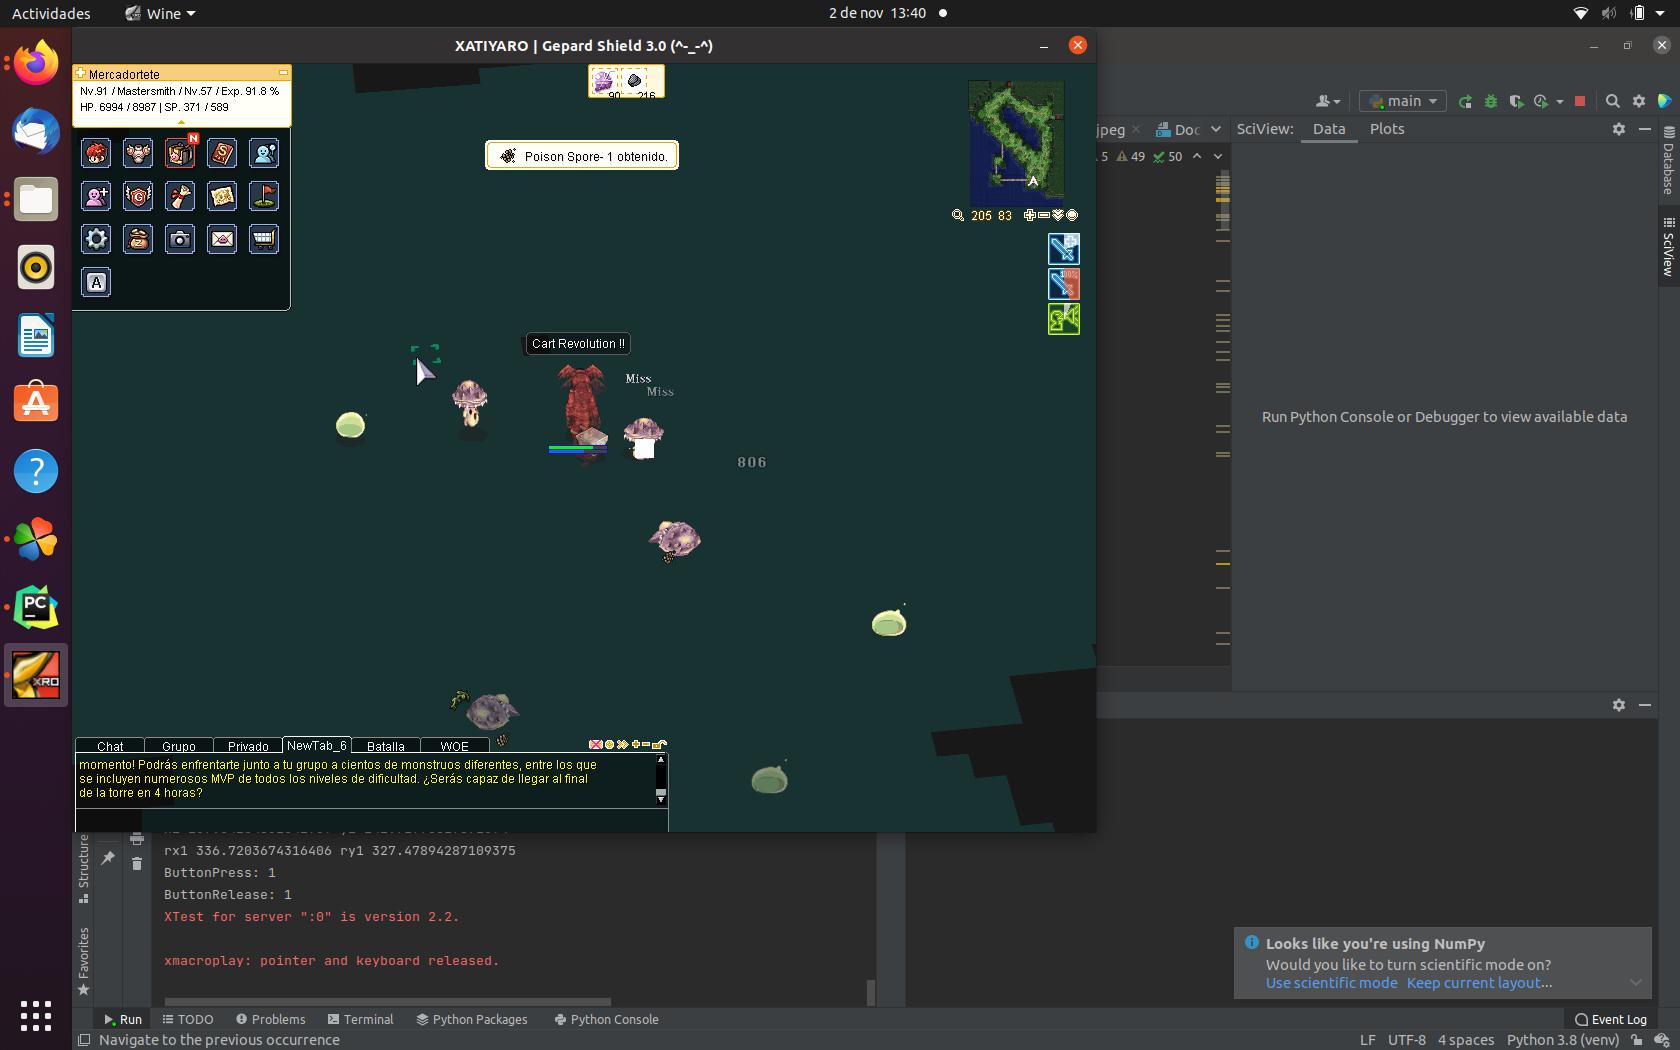 Actividades
Wine
2 de nov 13:40
XATIYARO | Gepard Shield 3.0 (^-_-^)
Mercadortete
Nv.91 / Mastersmith / Nv.57 / Exp. 91.8 %
HP. 6994 / 8987 | SP. 371 / 589
N
A
90
216
Poison Spore- 1 obtenido.
205 83
Cart Revolution !!
Miss
Miss
806
Chat
Grupo
Privado
NewTab_6
Batalla
WOE
momento! Podrás enfrentarte junto a tu grupo a cientos de monstruos diferentes, entre los que
se incluyen numerosos MVP de todos los niveles de dificultad. ¿Serás capaz de llegar al final
de la torre en 4 horas?
main
jpeg
Doc
SciView:
Data
Plots
5
49
50
Database
SciView
Run Python Console or Debugger to view available data
PC
XRO
Structure
Favorites
rx1 336.7203674316406 ry1 327.47894287109375
ButtonPress: 1
ButtonRelease: 1
XTest for server ":0" is version 2.2.
xmacroplay: pointer and keyboard released.
Looks like you're using NumPy
Would you like to turn scientific mode on?
Use scientific mode Keep current layout...
Run
TODO
Problems
Terminal
Python Packages
Python Console
Event Log
Navigate to the previous occurrence
LF UTF-8 4 spaces Python 3.8 (venv)